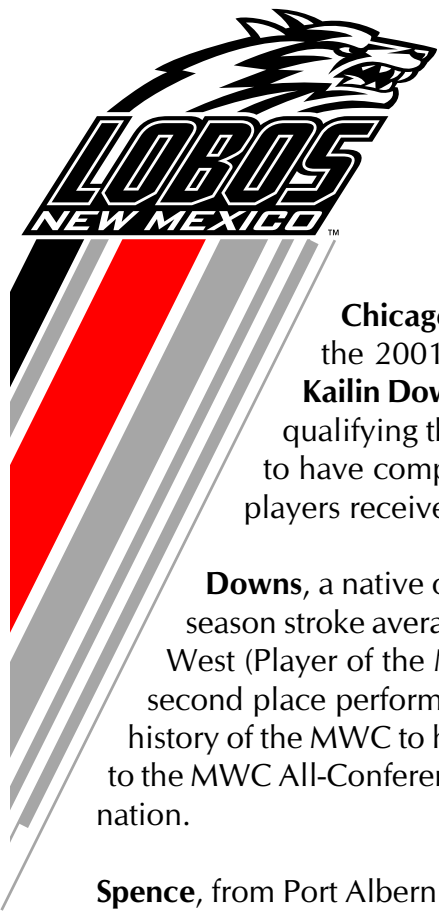 LOBOS
NEW MEXICO™
Chicago
the 2001
Kailin Dow
qualifying th
to have comp
players receive
Downs, a native o
season stroke avera
West (Player of the
second place perform
history of the MWC to h
to the MWC All-Conferen
nation.
Spence, from Port Albern